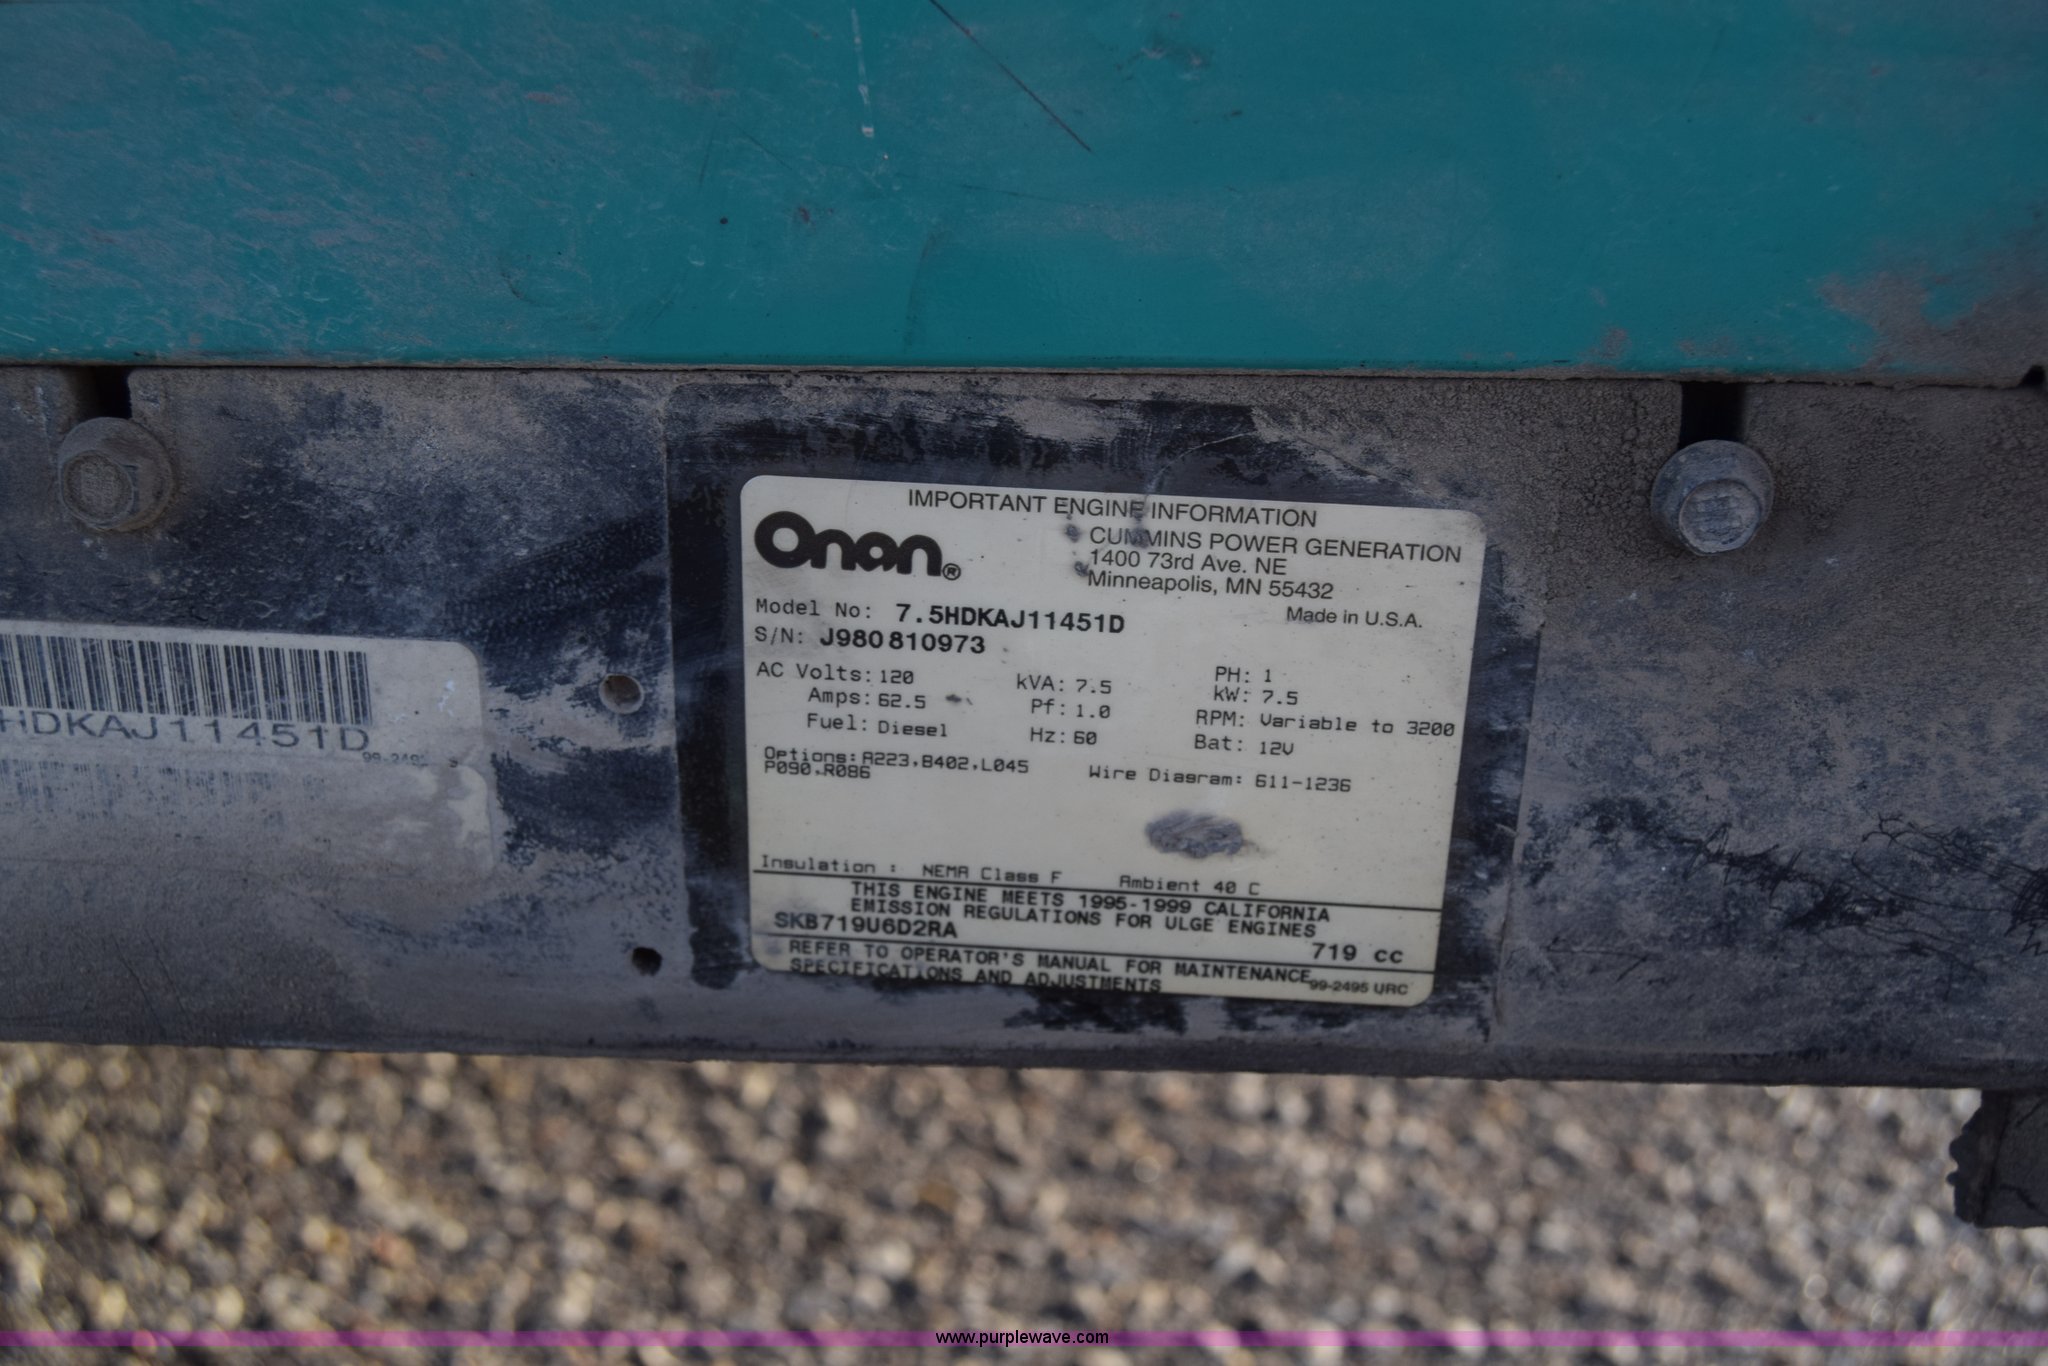 IMPORTANT ENGINE INFORMATION
Onan®
CUMMINS POWER GENERATION
1400 73rd Ave. NE
Minneapolis, MN 55432
Made in U.S.A.
Model No: 7.5HDKAJ11451D
S/N: J980810973
AC Volts: 120 kVA: 7.5 PH: 1
Amps: 62.5 Pf: 1.0 kW: 7.5
Fuel: Diesel Hz: 60 RPM: Variable to 3200
Bat: 12V
Options: A223,B402,L045
P090,R086
Wire Diagram: 611-1236
Insulation : NEMA Class F Ambient 40 C
THIS ENGINE MEETS 1995-1999 CALIFORNIA
EMISSION REGULATIONS FOR ULGE ENGINES
SKB719U6D2RA 719 cc
REFER TO OPERATOR'S MANUAL FOR MAINTENANCE
SPECIFICATIONS AND ADJUSTMENTS 99-2495 URC
HDKAJ11451D
www.purplewave.com